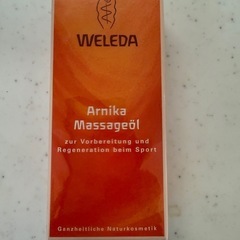 WELEDA
Arnika
Massageöl
zur Vorbereitung und
Regeneration beim Sport
Ganzheitliche Naturkosmetik